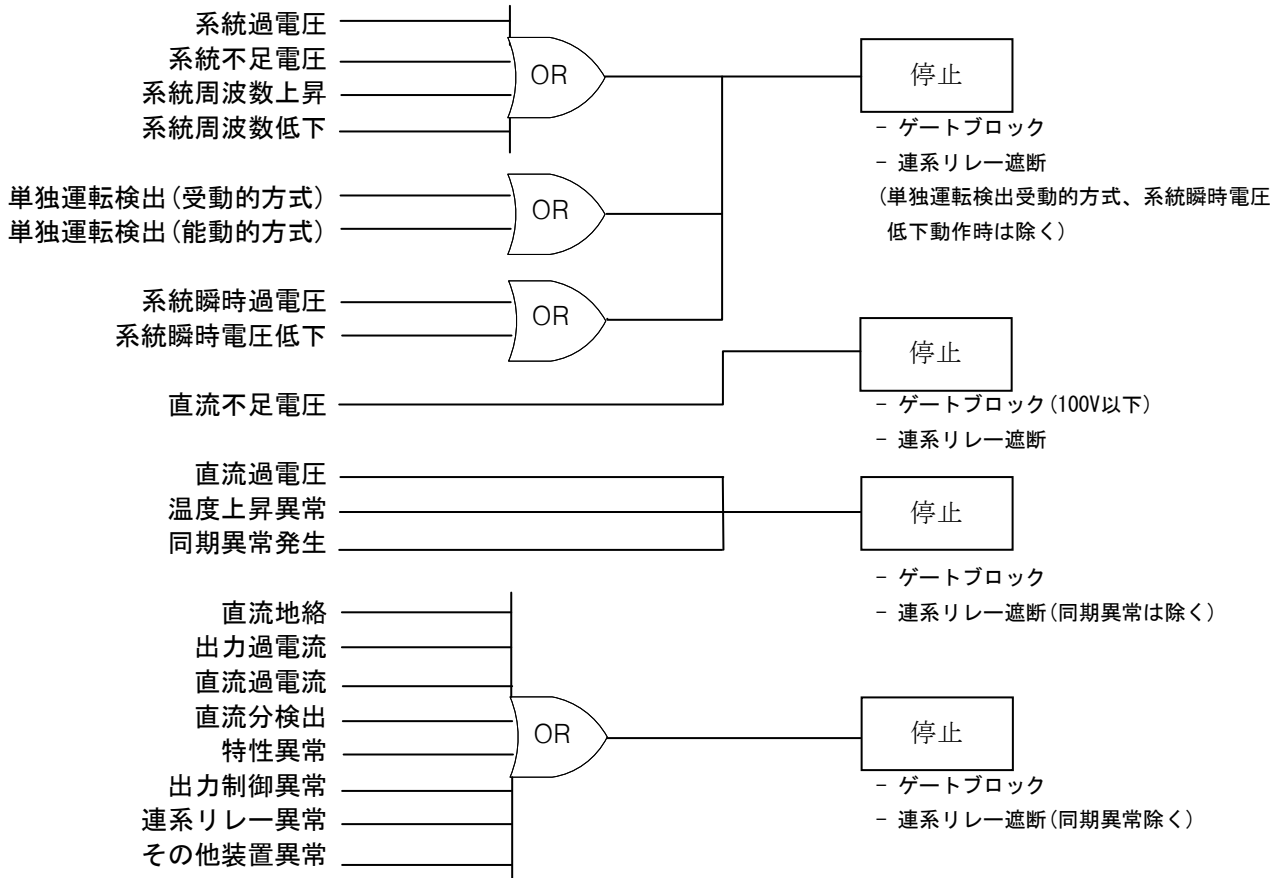 系統過電圧
系統不足電圧
系統周波数上昇
系統周波数低下
OR
停止
- ゲートブロック
- 連系リレー遮断
(単独運転検出受動的方式、系統瞬時電圧
低下動作時は除く)
単独運転検出(受動的方式)
単独運転検出(能動的方式)
OR
系統瞬時過電圧
系統瞬時電圧低下
OR
直流不足電圧
停止
- ゲートブロック(100V以下)
- 連系リレー遮断
直流過電圧
温度上昇異常
同期異常発生
停止
- ゲートブロック
- 連系リレー遮断(同期異常は除く)
直流地絡
出力過電流
直流過電流
直流分検出
特性異常
出力制御異常
連系リレー異常
その他装置異常
OR
停止
- ゲートブロック
- 連系リレー遮断(同期異常除く)